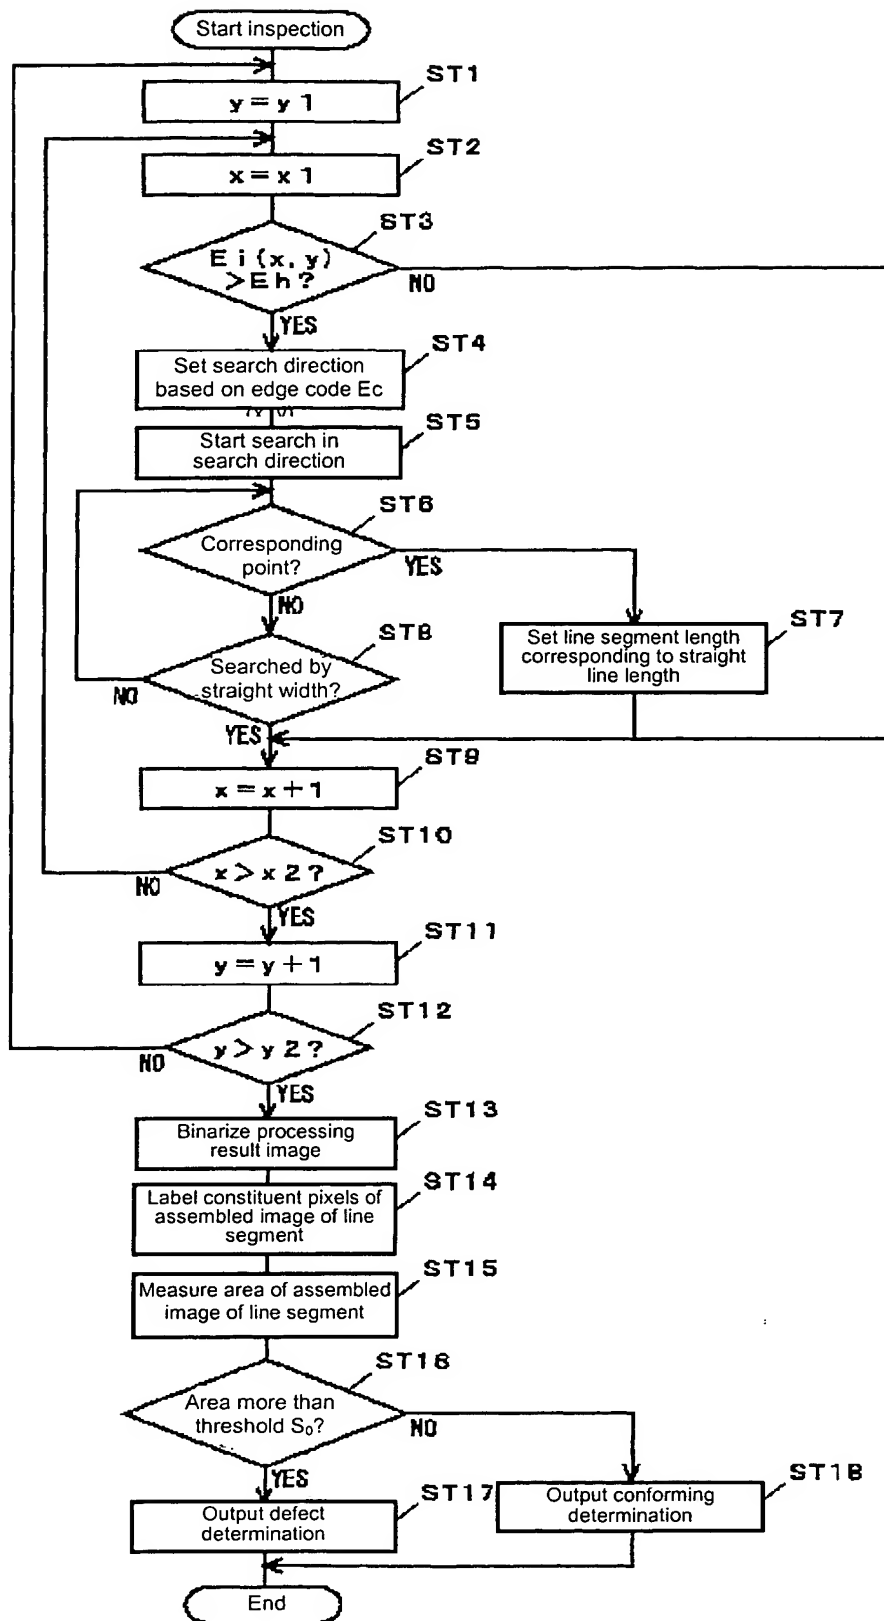 Start inspection
ST1
y = y 1
ST2
x = x 1
ST3
E i (x, y)
> E h ?
NO
YES
ST4
Set search direction
based on edge code Ec
ST5
Start search in
search direction
ST6
Corresponding
point?
YES
NO
ST7
Set line segment length
corresponding to straight
line length
ST8
Searched by
straight width?
NO
YES
ST9
x = x + 1
ST10
x > x 2 ?
NO
YES
ST11
y = y + 1
ST12
y > y 2 ?
NO
YES
ST13
Binarize processing
result image
ST14
Label constituent pixels of
assembled image of line
segment
ST15
Measure area of assembled
image of line segment
ST16
Area more than
threshold S₀?
NO
YES
ST17
Output defect
determination
ST18
Output conforming
determination
End